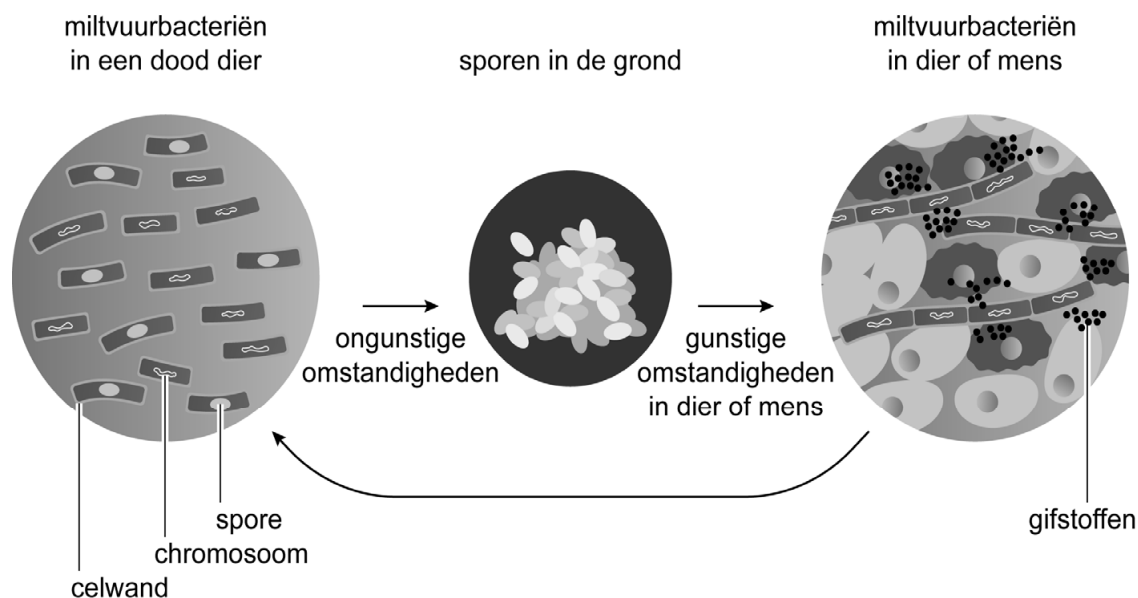 miltvuurbacteriën
in een dood dier
sporen in de grond
miltvuurbacteriën
in dier of mens
ongunstige
omstandigheden
gunstige
omstandigheden
in dier of mens
spore
chromosoom
celwand
gifstoffen